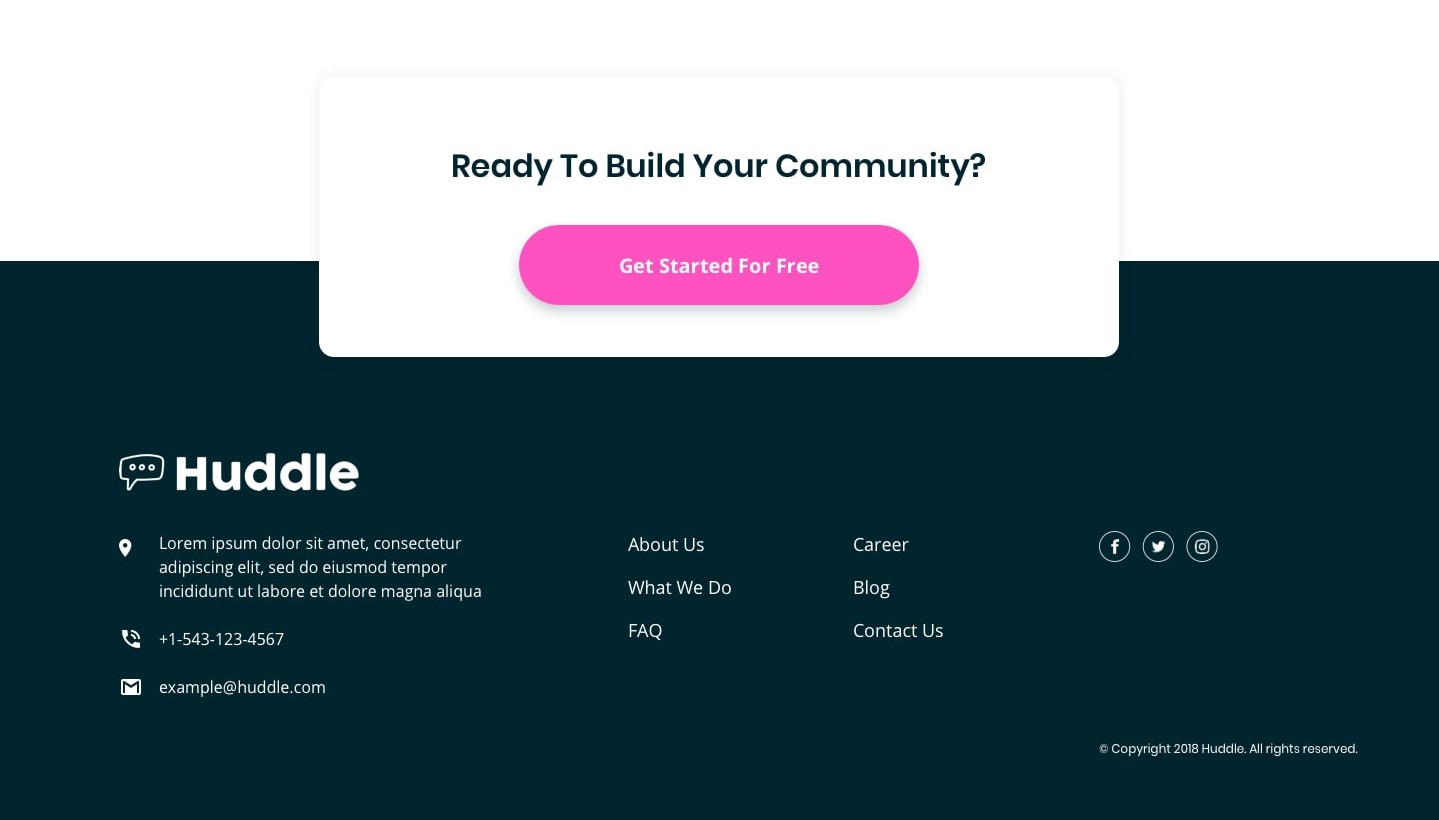 Ready To Build Your Community?
Get Started For Free
Huddle
Lorem ipsum dolor sit amet, consectetur
adipiscing elit, sed do eiusmod tempor
incididunt ut labore et dolore magna aliqua
+1-543-123-4567
example@huddle.com
About Us
What We Do
FAQ
Career
Blog
Contact Us
© Copyright 2018 Huddle. All rights reserved.